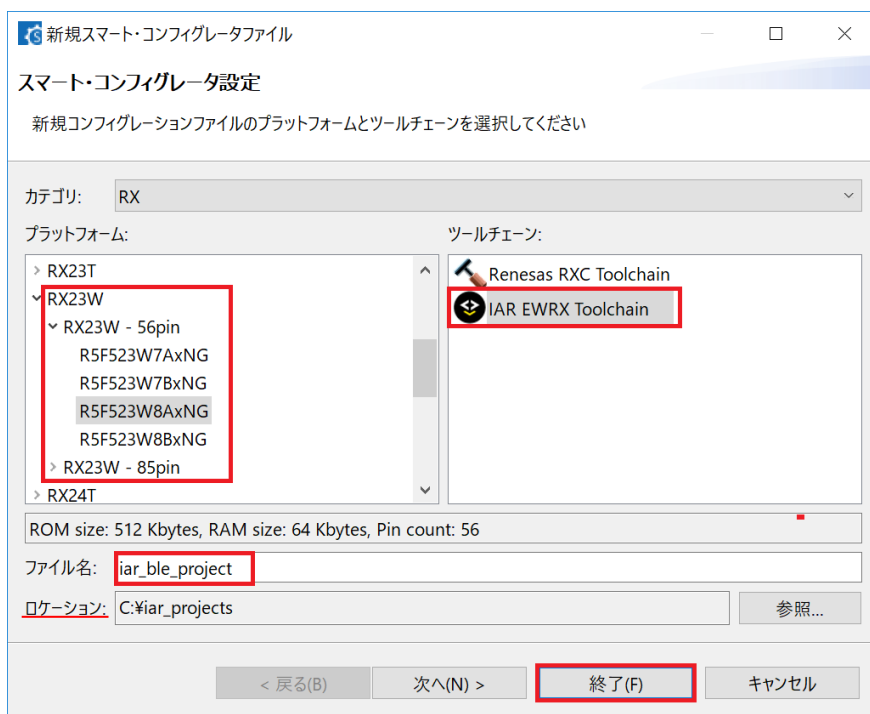 新規スマート・コンフィグレータファイル
スマート・コンフィグレータ設定
新規コンフィグレーションファイルのプラットフォームとツールチェーンを選択してください
カテゴリ: RX
プラットフォーム:
RX23T
RX23W
RX23W - 56pin
R5F523W7AxNG
R5F523W7BxNG
R5F523W8AxNG
R5F523W8BxNG
RX23W - 85pin
RX24T
ツールチェーン:
Renesas RXC Toolchain
IAR EWRX Toolchain
ROM size: 512 Kbytes, RAM size: 64 Kbytes, Pin count: 56
ファイル名: iar_ble_project
ロケーション: C:¥iar_projects 参照...
< 戻る(B) 次へ(N) > 終了(F) キャンセル